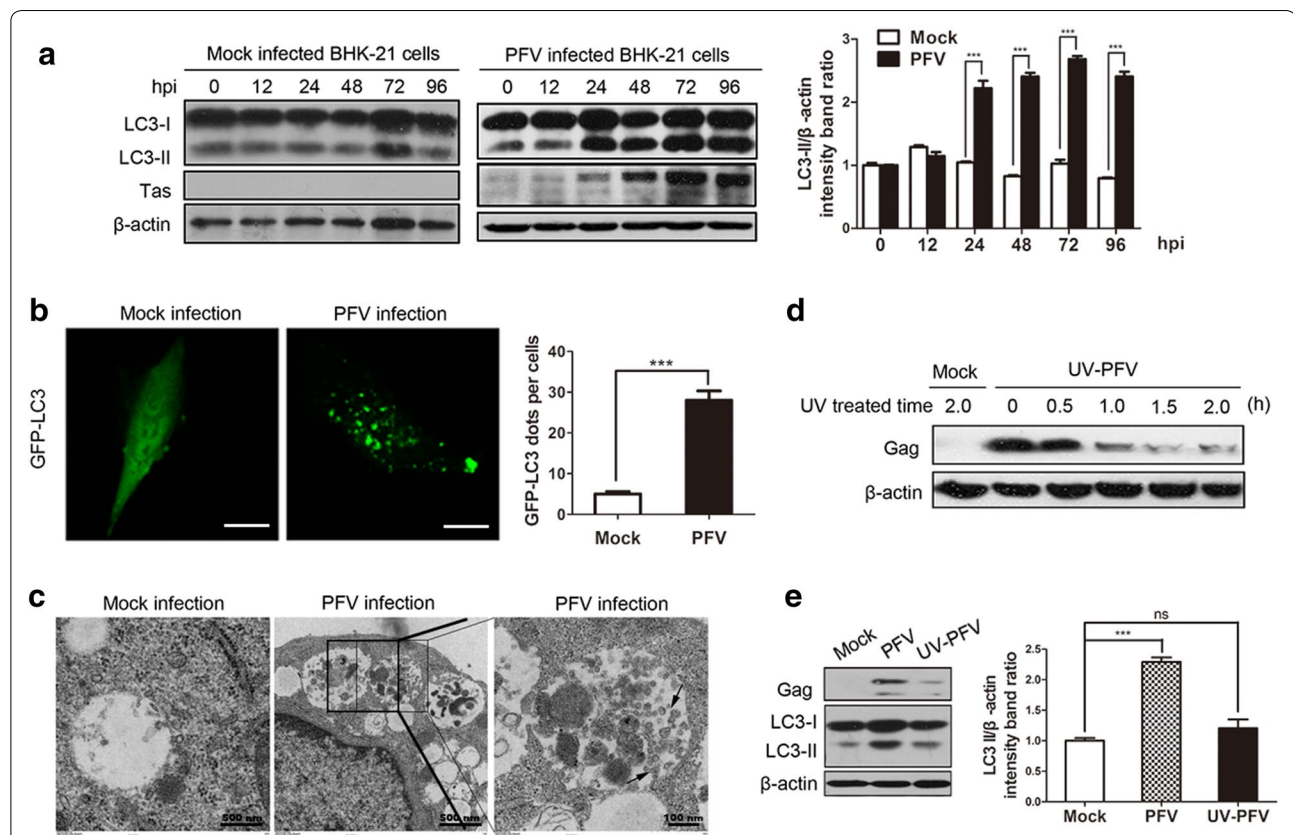 a
Mock infected BHK-21 cells
hpi
0 12 24 48 72 96
LC3-I
LC3-II
Tas
β-actin
PFV infected BHK-21 cells
0 12 24 48 72 96
Mock
PFV
LC3-II/β -actin
intensity band ratio
3
2
1
0
*** *** *** ***
0 12 24 48 72 96 hpi
b
Mock infection
PFV infection
GFP-LC3
GFP-LC3 dots per cells
40
30
20
10
0
***
Mock PFV
c
Mock infection
PFV infection
PFV infection
500 nm
500 nm
100 nm
d
Mock UV-PFV
UV treated time 2.0 0 0.5 1.0 1.5 2.0 (h)
Gag
β-actin
e
Mock PFV UV-PFV
Gag
LC3-I
LC3-II
β-actin
LC3 II/β -actin
intensity band ratio
2.5
2.0
1.5
1.0
0.5
0.0
ns
***
Mock PFV UV-PFV